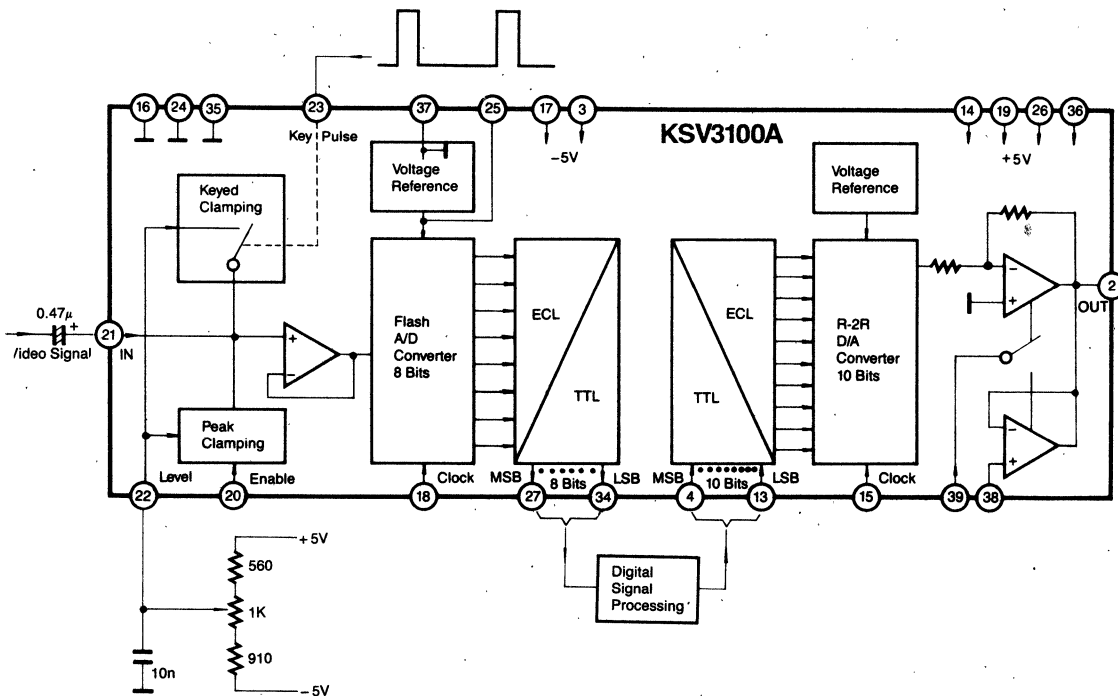 16 24 35 23 37 25 17 3 14 19 26 36
KSV3100A
Key Pulse
-5V
+5V
Keyed
Clamping
Voltage
Reference
Voltage
Reference
0.47µ
+
21
IN
/ideo Signal
+
-
Flash
A/D
Converter
8 Bits
ECL
TTL
ECL
TTL
R-2R
D/A
Converter
10 Bits
-
+
2
OUT
Peak
Clamping
-
+
Level
Enable
Clock
MSB
8 Bits
LSB
MSB
10 Bits
LSB
Clock
22 20 18 27 34 4 13 15 39 38
+5V
560
1K
910
-5V
10n
Digital
Signal
Processing